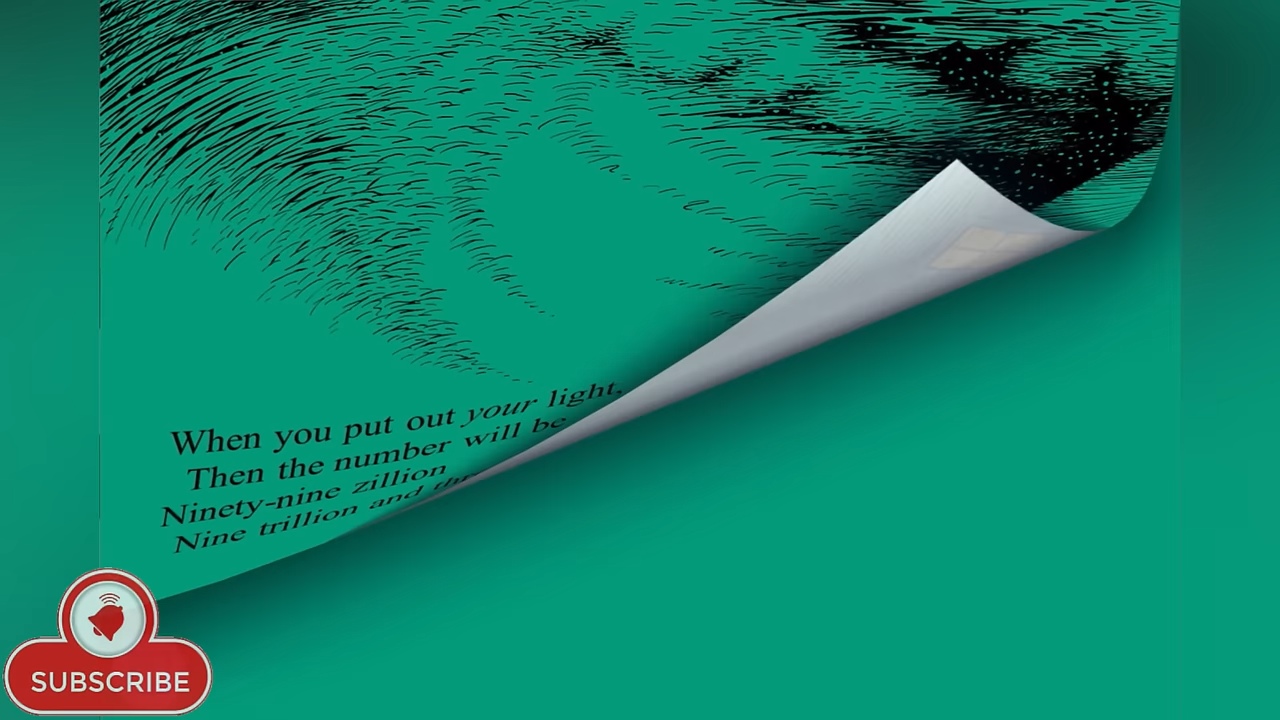 When you put out your light,
Then the number will be
Ninety-nine zillion
Nine trillion and
SUBSCRIBE